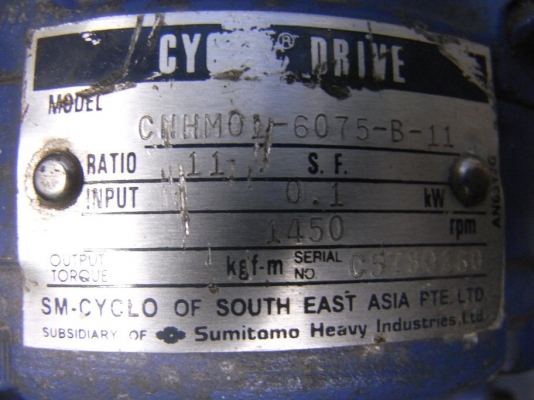 DRIVE
MODEL
CNHM01-6075-B-11
RATIO 11 S.F.
INPUT 0.1 kW
1450 rpm
OUTPUT TORQUE kgf-m SERIAL NO
SM-CYCLO OF SOUTH EAST ASIA PTE. LTD
SUBSIDIARY OF Sumitomo Heavy Industries, Ltd.